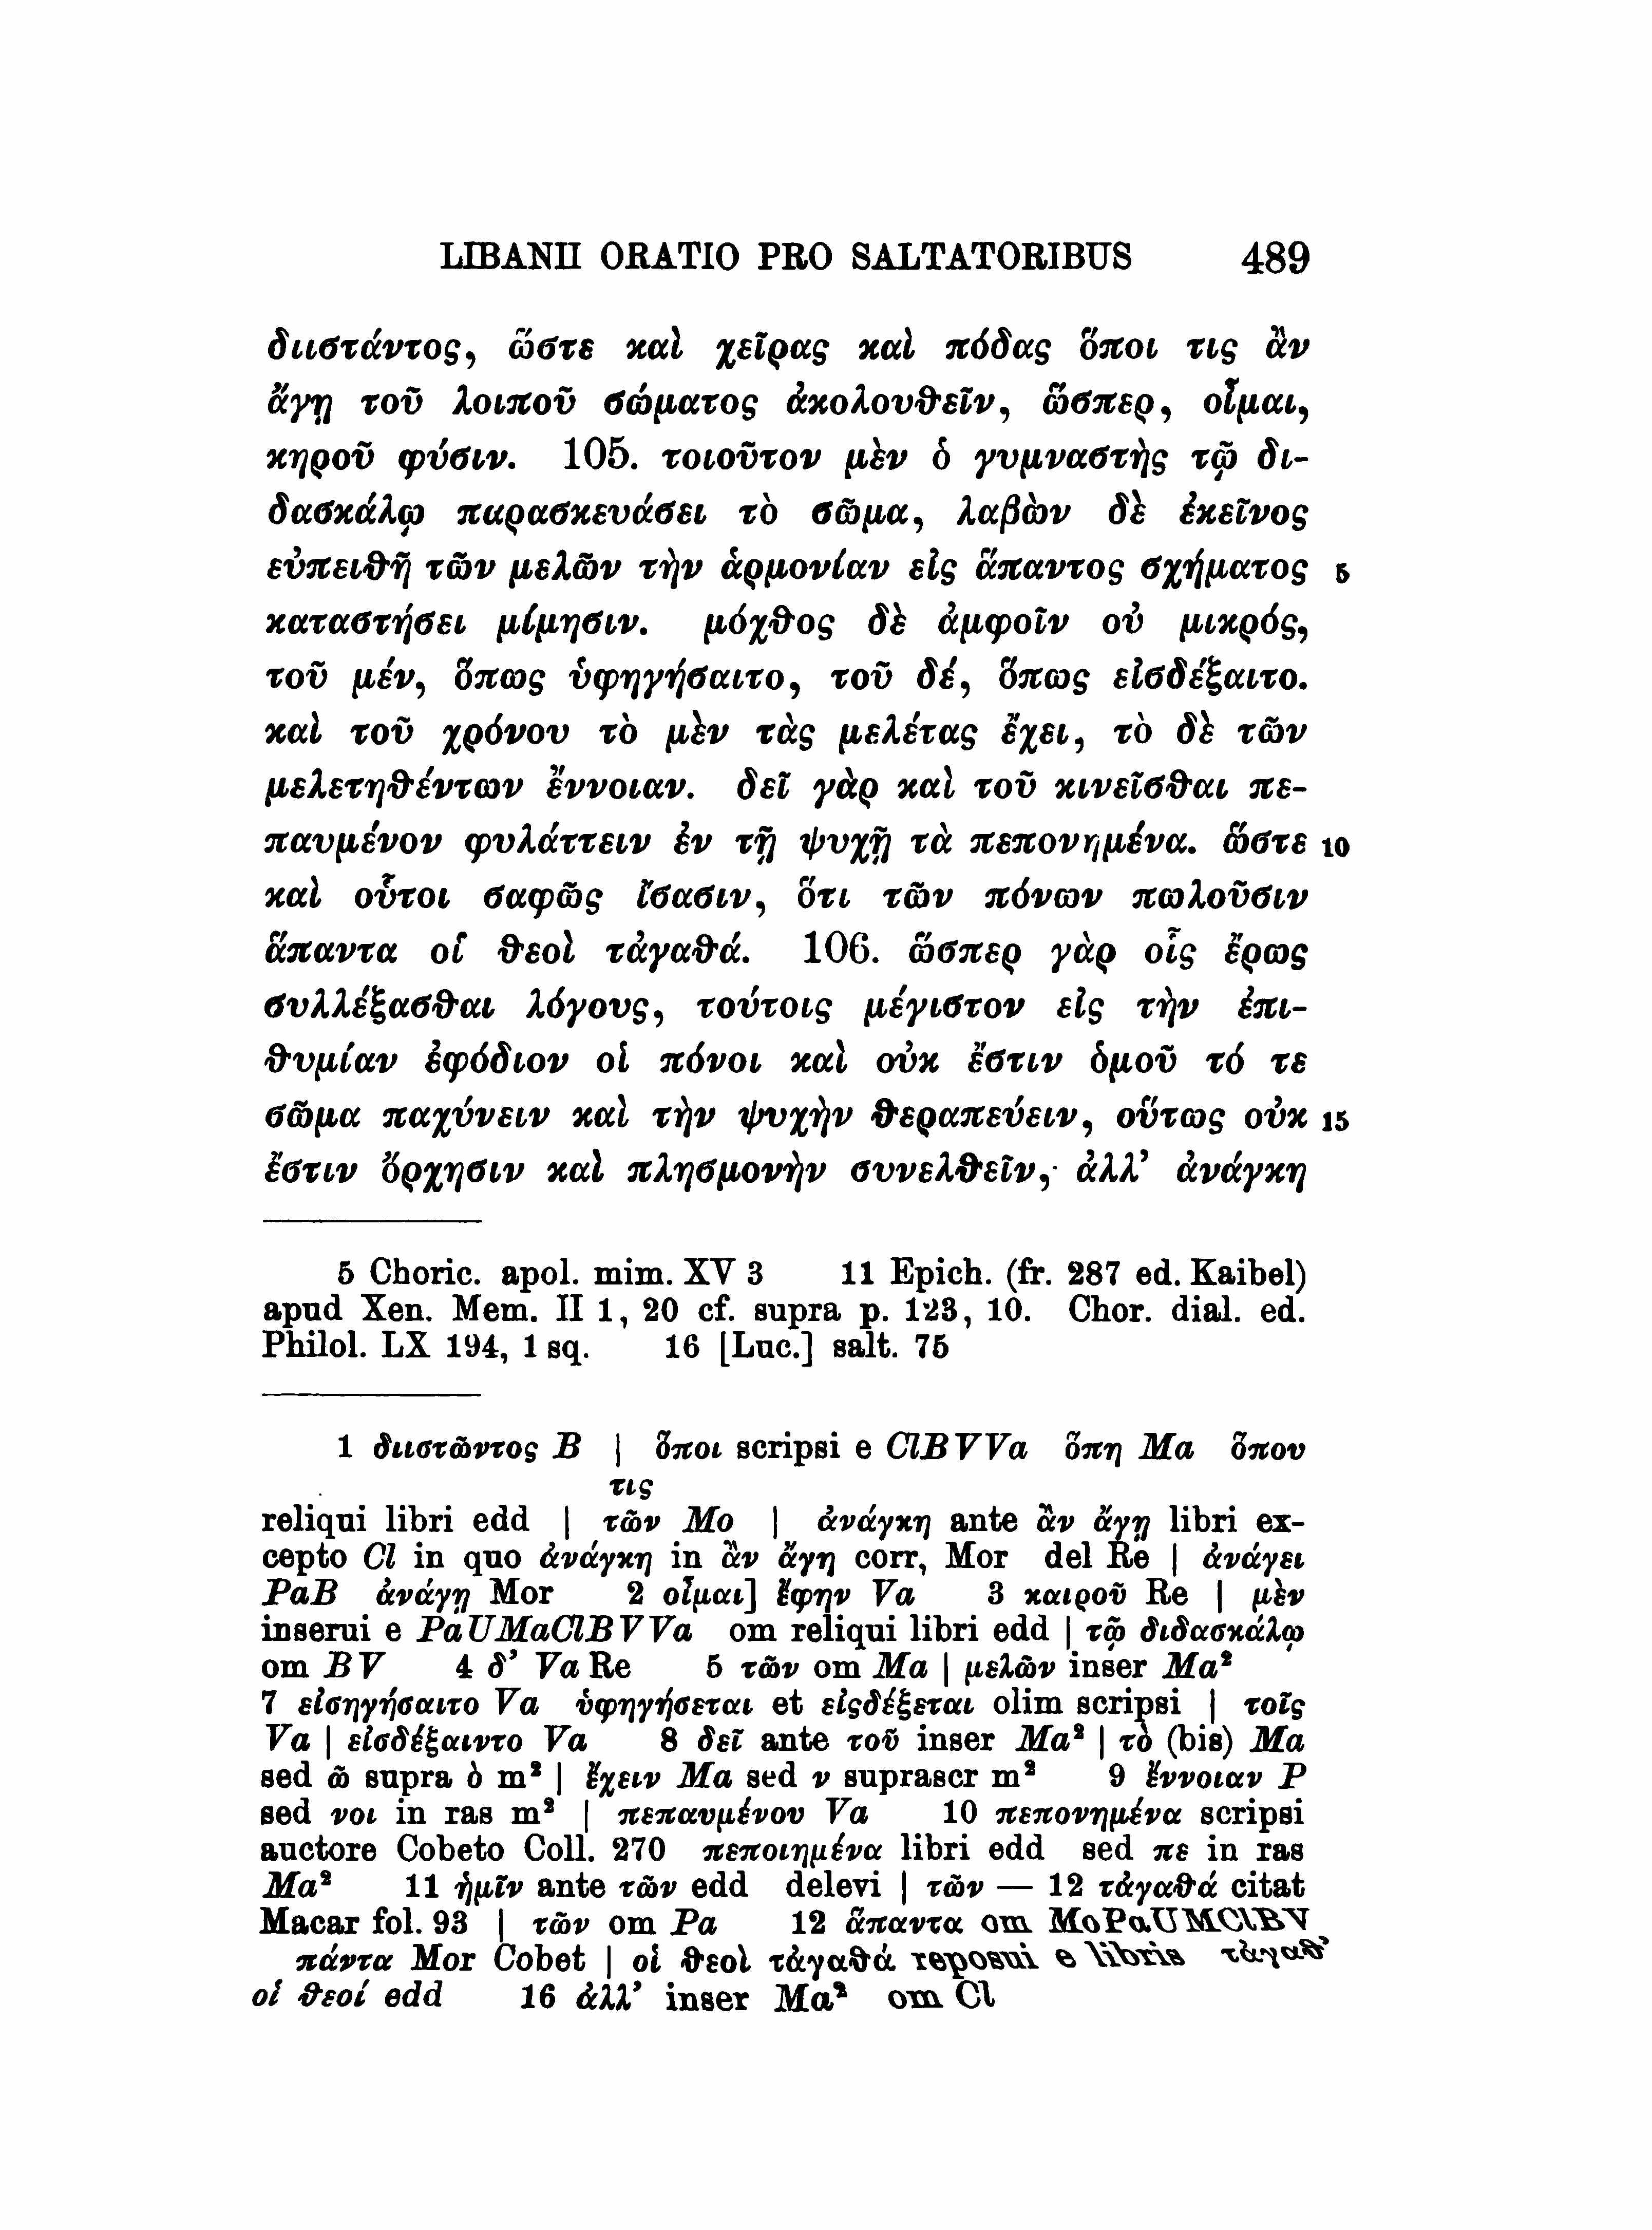 LIBANII ORATIO PRO SALTATORIBUS 489
διιστάντος, ὥστε καὶ χεῖρας καὶ πόδας ὅποι τις ἂν
ἄγῃ τοῦ λοιποῦ σώματος ἀκολουθεῖν, ὥσπερ, οἶμαι,
κηροῦ φύσιν. 105. τοιοῦτον μὲν ὁ γυμναστὴς τῷ δι-
δασκάλῳ παρασκευάσει τὸ σῶμα, λαβὼν δὲ ἐκεῖνος
εὐπειθῆ τῶν μελῶν τὴν ἁρμονίαν εἰς ἅπαντος σχήματος 5
καταστήσει μίμησιν. μόχθος δὲ ἀμφοῖν οὐ μικρός,
τοῦ μέν, ὅπως ὑφηγήσαιτο, τοῦ δέ, ὅπως εἰσδέξαιτο.
καὶ τοῦ χρόνου τὸ μὲν τὰς μελέτας ἔχει, τὸ δὲ τῶν
μελετηθέντων ἔννοιαν. δεῖ γὰρ καὶ τοῦ κινεῖσθαι πε-
παυμένον φυλάττειν ἐν τῇ ψυχῇ τὰ πεπονημένα. ὥστε 10
καὶ οὗτοι σαφῶς ἴσασιν, ὅτι τῶν πόνων πωλοῦσιν
ἅπαντα οἱ θεοὶ τἀγαθά. 106. ὥσπερ γὰρ οἷς ἔρως
συλλέξασθαι λόγους, τούτοις μέγιστον εἰς τὴν ἐπι-
θυμίαν ἐφόδιον οἱ πόνοι καὶ οὐκ ἔστιν ὁμοῦ τό τε
σῶμα παχύνειν καὶ τὴν ψυχὴν θεραπεύειν, οὕτως οὐκ 15
ἔστιν ὄρχησιν καὶ πλησμονὴν συνελθεῖν, ἀλλ’ ἀνάγκη
5 Choric. apol. mim. XV 3 11 Epich. (fr. 287 ed. Kaibel)
apud Xen. Mem. II 1, 20 cf. supra p. 123, 10. Chor. dial. ed.
Philol. LX 194, 1 sq. 16 [Luc.] salt. 75
1 διιστῶντος B | ὅποι scripsi e ClBVVa ὅπη Ma ὅπου
τις
reliqui libri edd | τῶν Mo | ἀνάγκη ante ἂν ἄγῃ libri ex-
cepto Cl in quo ἀνάγκη in ἂν ἄγη corr, Mor del Re | ἀνάγει
PaB ἀνάγῃ Mor 2 οἶμαι] ἔφην Va 3 καιροῦ Re | μὲν
inserui e PaUMaClBVVa om reliqui libri edd | τῷ διδασκάλῳ
om BV 4 δ’ Va Re 5 τῶν om Ma | μελῶν inser Ma²
7 εἰσηγήσαιτο Va ὑφηγήσεται et εἰςδέξεται olim scripsi | τοῖς
Va | εἰσδέξαιντο Va 8 δεῖ ante τοῦ inser Ma² | τὸ (bis) Ma
sed ῶ supra ὸ m² | ἔχειν Ma sed ν suprascr m² 9 ἔννοιαν P
sed νοι in ras m² | πεπαυμένου Va 10 πεπονημένα scripsi
auctore Cobeto Coll. 270 πεποιημένα libri edd sed πε in ras
Ma² 11 ἡμῖν ante τῶν edd delevi | τῶν — 12 τἀγαθά citat
Macar fol. 93 | τῶν om Pa 12 ἅπαντα om MoPaUMClBV
πάντα Mor Cobet | οἱ θεοὶ τἀγαθά reposui e libris τἀγαθ’
οἱ θεοί edd 16 ἀλλ’ inser Ma² om Cl